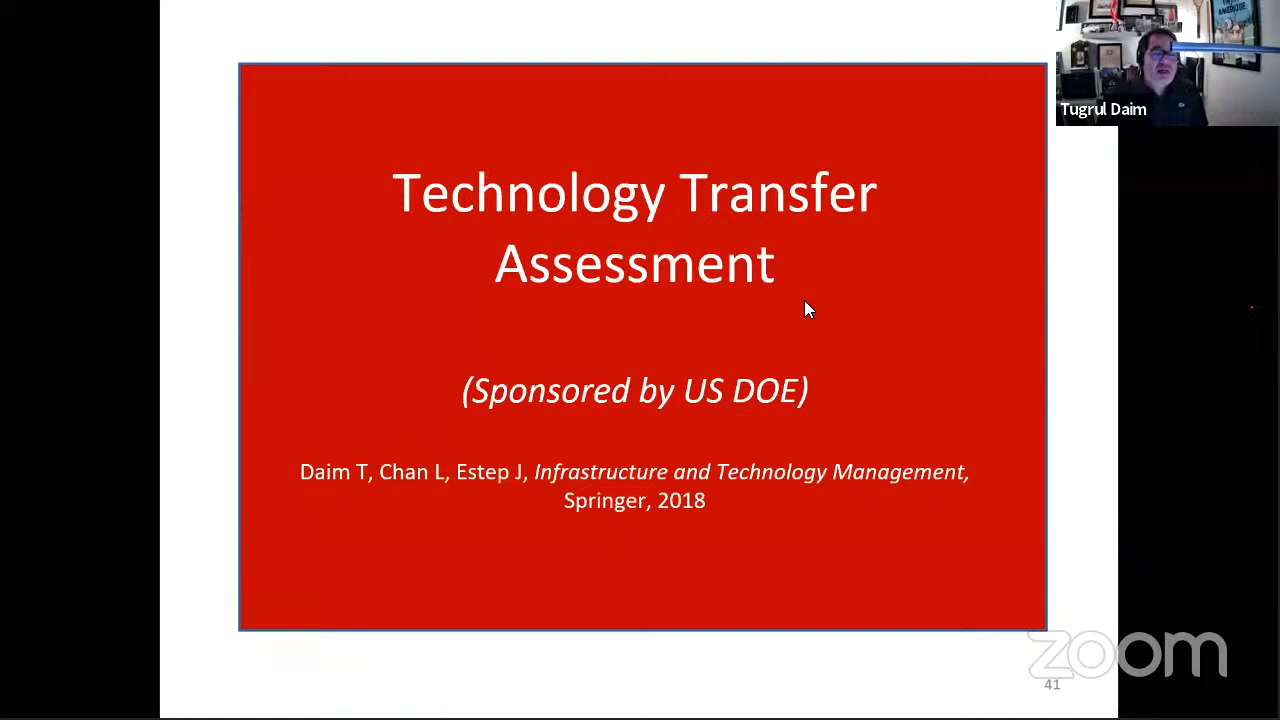 Technology Transfer
Assessment
(Sponsored by US DOE)
Daim T, Chan L, Estep J, Infrastructure and Technology Management,
Springer, 2018
Tugrul Daim
zoom
41